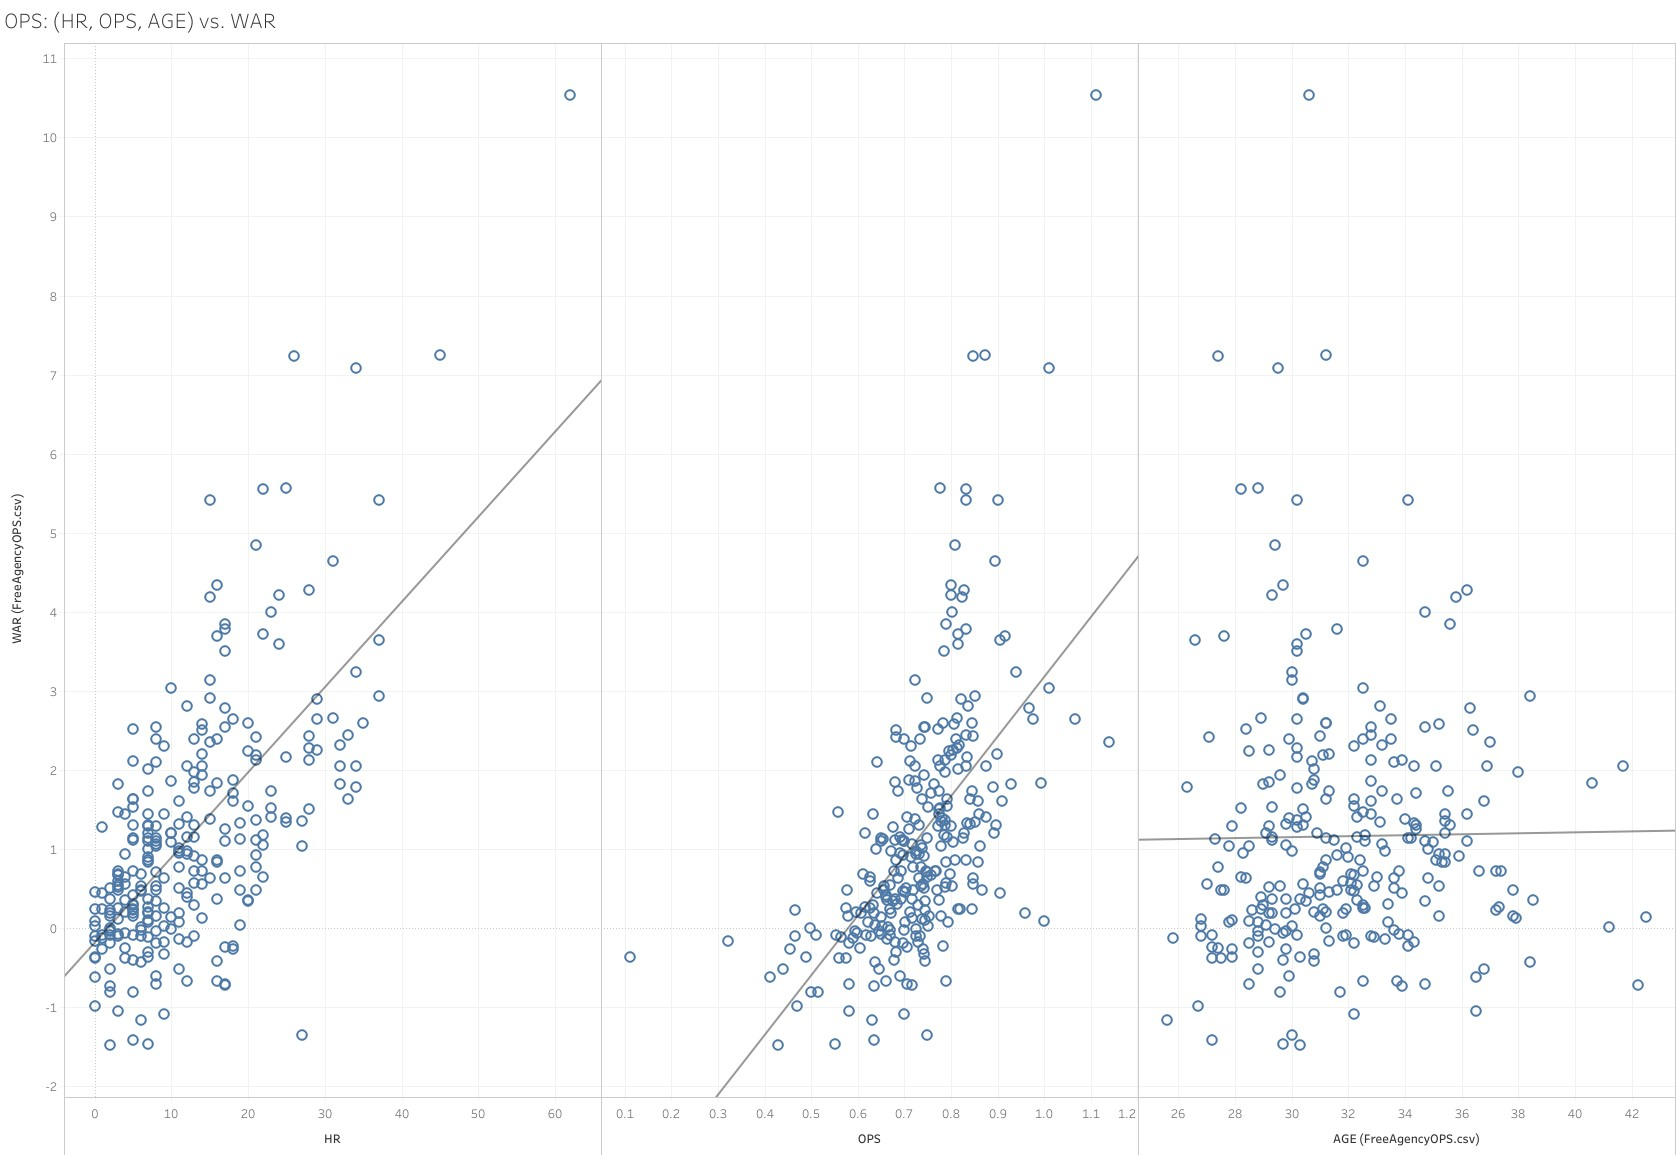 OPS: (HR, OPS, AGE) vs. WAR
11
10
9
8
7
6
5
4
3
2
1
0
-1
-2
WAR (FreeAgencyOPS.csv)
0 10 20 30 40 50 60
0.1 0.2 0.3 0.4 0.5 0.6 0.7 0.8 0.9 1.0 1.1 1.2
26 28 30 32 34 36 38 40 42
HR
OPS
AGE (FreeAgencyOPS.csv)